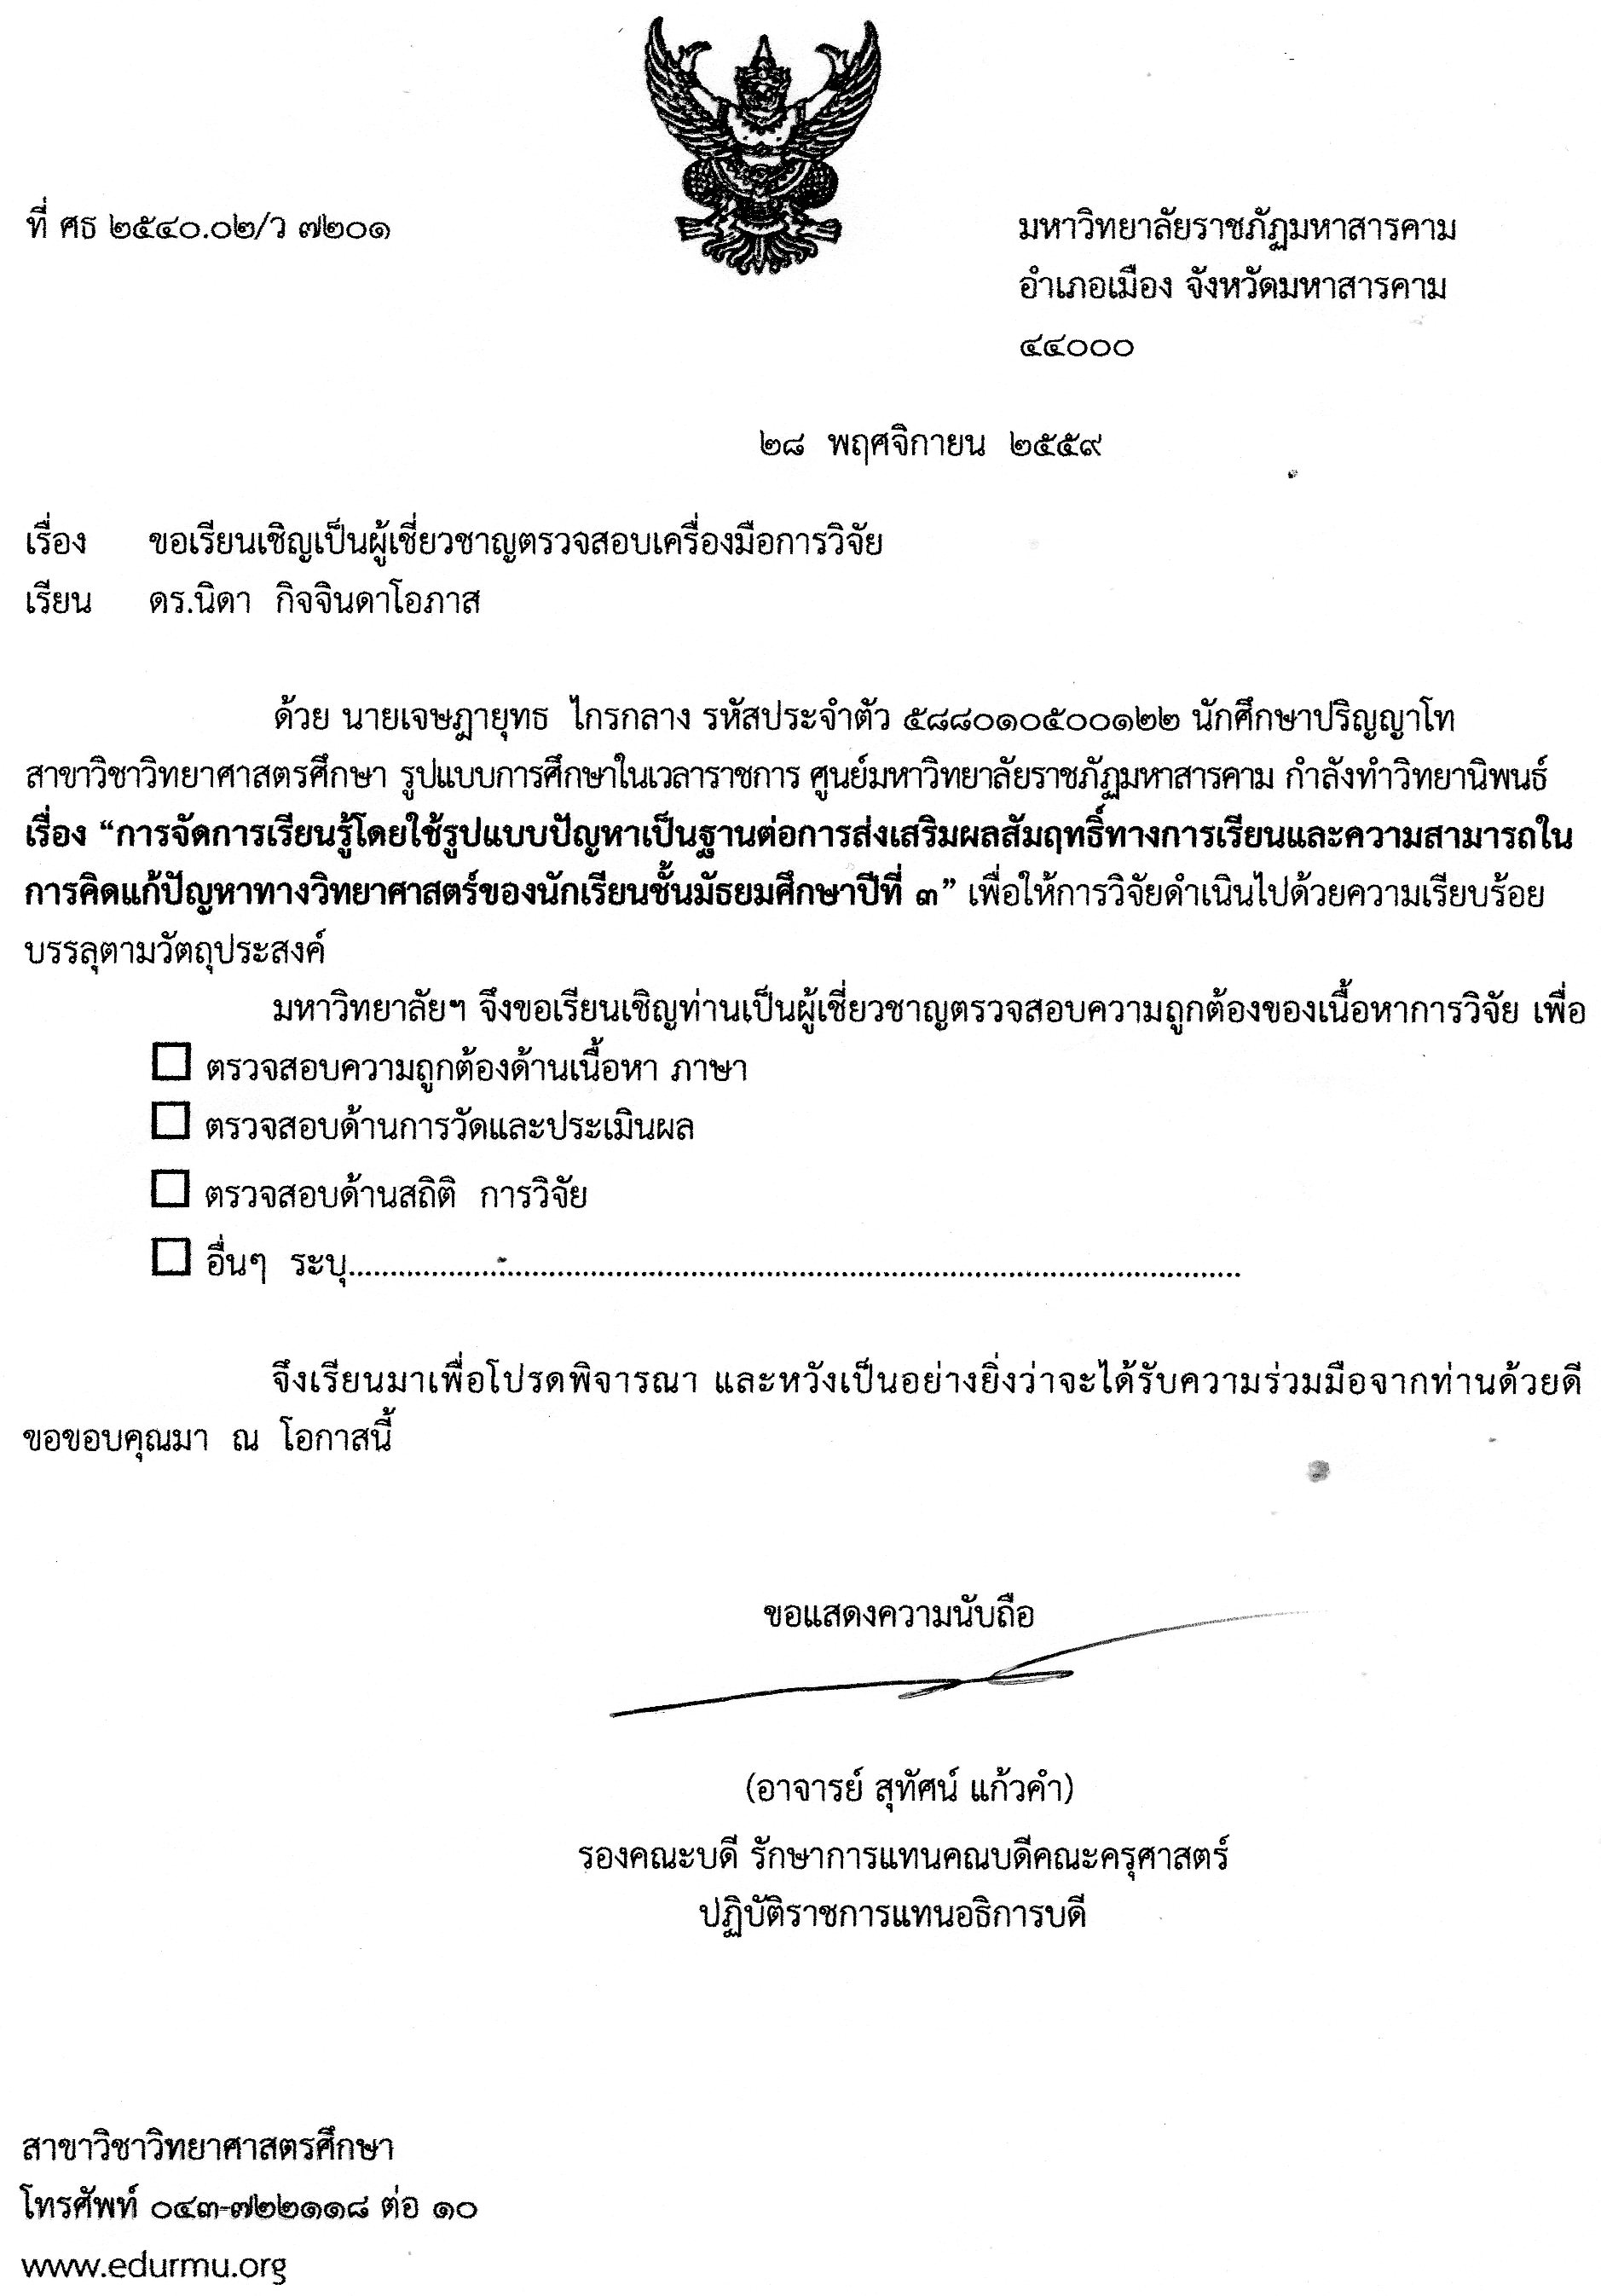 ที่ ศธ ๒๕๔๐.๐๒/ว ๗๒๐๑
มหาวิทยาลัยราชภัฏมหาสารคาม
อำเภอเมือง จังหวัดมหาสารคาม
๔๔๐๐๐
๒๘ พฤศจิกายน ๒๕๕๙
เรื่อง ขอเรียนเชิญเป็นผู้เชี่ยวชาญตรวจสอบเครื่องมือการวิจัย
เรียน ดร.นิดา กิจจินดาโอภาส
ด้วย นายเจษฎายุทธ ไกรกลาง รหัสประจำตัว ๕๘๘๐๑๐๕๐๐๑๒๒ นักศึกษาปริญญาโท
สาขาวิชาวิทยาศาสตรศึกษา รูปแบบการศึกษาในเวลาราชการ ศูนย์มหาวิทยาลัยราชภัฏมหาสารคาม กำลังทำวิทยานิพนธ์
เรื่อง “การจัดการเรียนรู้โดยใช้รูปแบบปัญหาเป็นฐานต่อการส่งเสริมผลสัมฤทธิ์ทางการเรียนและความสามารถใน
การคิดแก้ปัญหาทางวิทยาศาสตร์ของนักเรียนชั้นมัธยมศึกษาปีที่ ๓” เพื่อให้การวิจัยดำเนินไปด้วยความเรียบร้อย
บรรลุตามวัตถุประสงค์
มหาวิทยาลัยฯ จึงขอเรียนเชิญท่านเป็นผู้เชี่ยวชาญตรวจสอบความถูกต้องของเนื้อหาการวิจัย เพื่อ
ตรวจสอบความถูกต้องด้านเนื้อหา ภาษา
ตรวจสอบด้านการวัดและประเมินผล
ตรวจสอบด้านสถิติ การวิจัย
อื่นๆ ระบุ..........................................................................................................
จึงเรียนมาเพื่อโปรดพิจารณา และหวังเป็นอย่างยิ่งว่าจะได้รับความร่วมมือจากท่านด้วยดี
ขอขอบคุณมา ณ โอกาสนี้
ขอแสดงความนับถือ
(อาจารย์ สุทัศน์ แก้วคำ)
รองคณะบดี รักษาการแทนคณบดีคณะครุศาสตร์
ปฏิบัติราชการแทนอธิการบดี
สาขาวิชาวิทยาศาสตรศึกษา
โทรศัพท์ ๐๔๓-๗๒๒๑๑๘ ต่อ ๑๐
www.edurmu.org